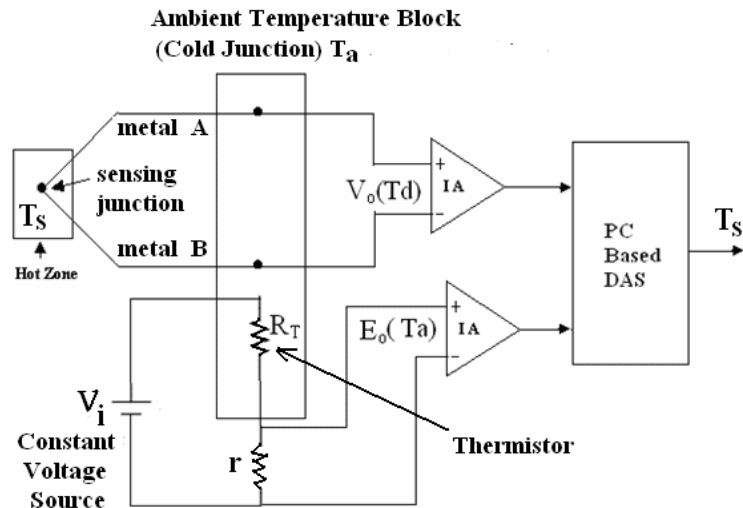 Ambient Temperature Block
(Cold Junction) Ta
metal A
sensing
junction
Ts
metal B
Hot Zone
+
IA
-
Vo(Td)
PC
Based
DAS
Ts
RT
Eo(Ta)
+
IA
-
Vi
Constant
Voltage
Source
r
Thermistor